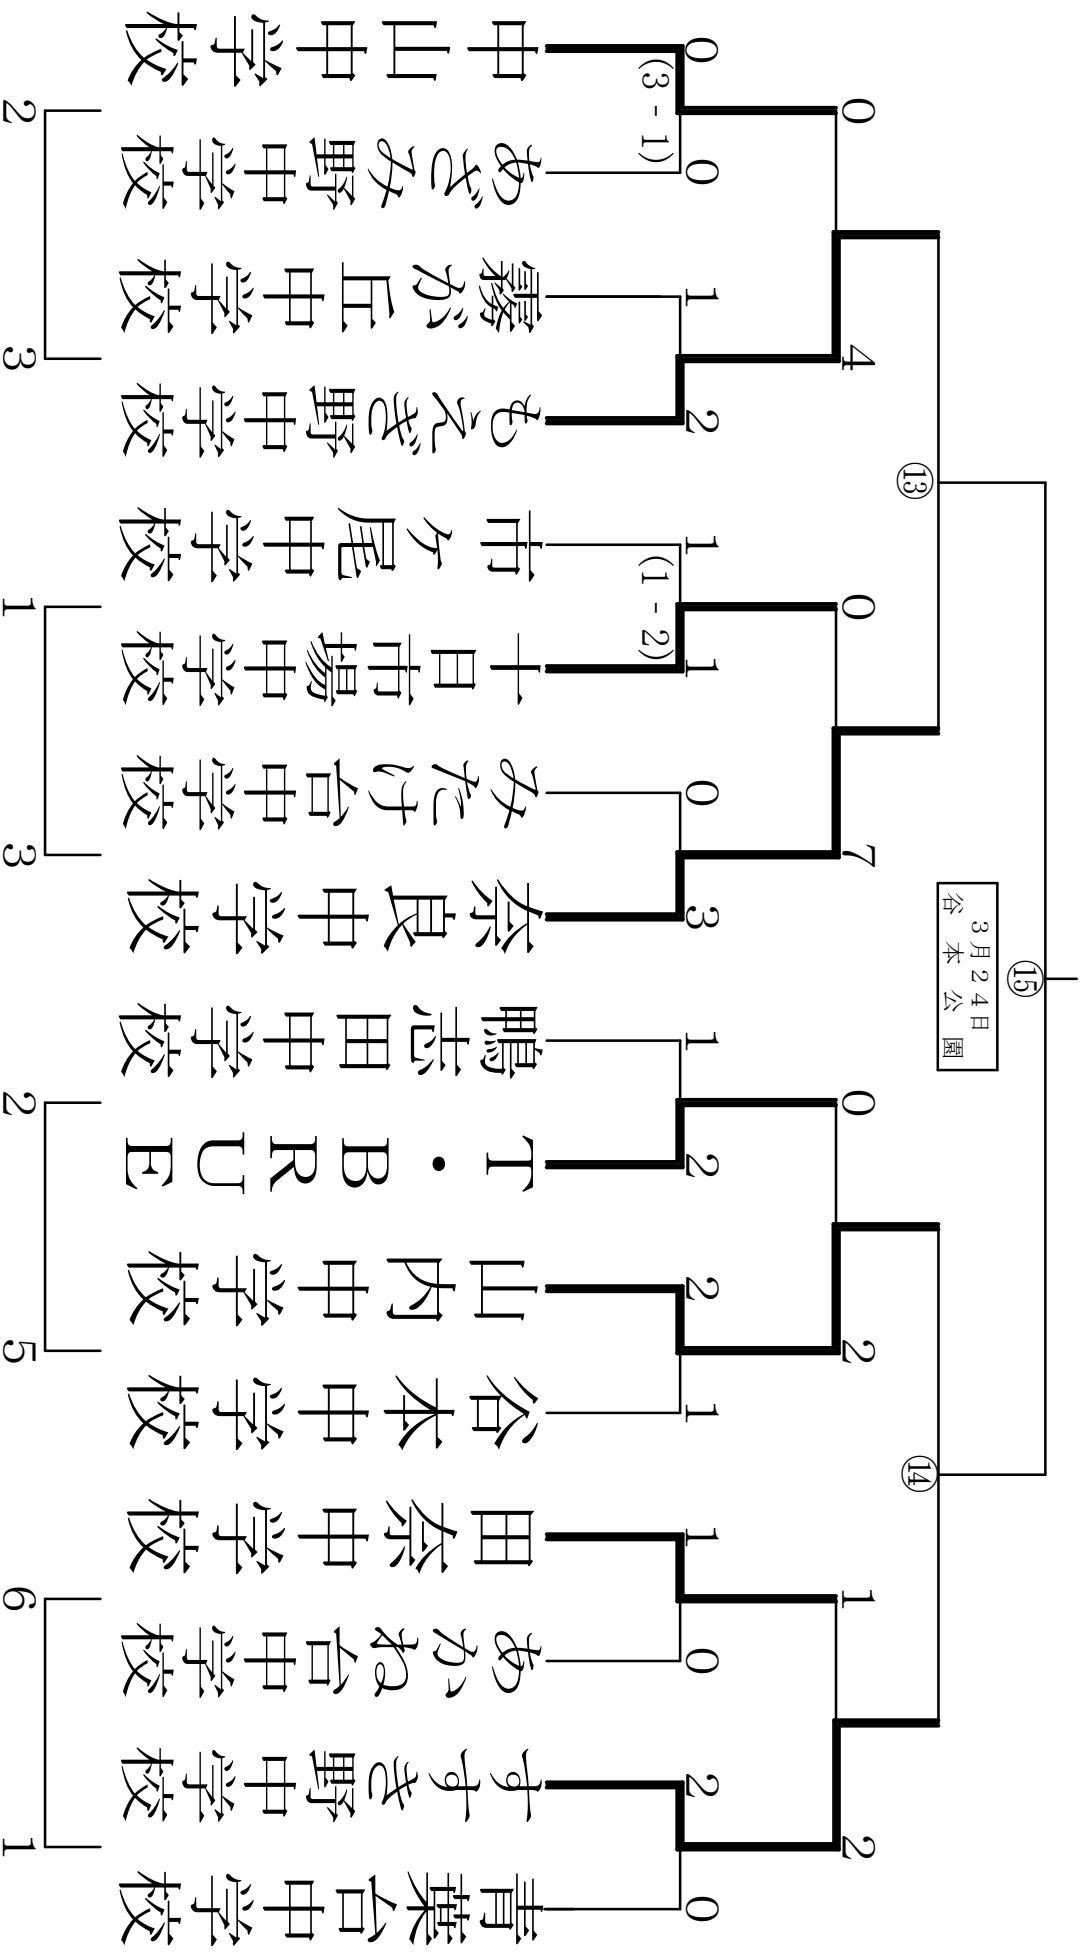 ⑮
3月24日
谷本公園
⑬ ⑭
0 4 0 7 0 2 1 2
0 0 1 2 1 1 0 3 1 2 2 1 1 0 2 0
(3 - 1) (1 - 2)
中山中学校
あざみ野中学校
霧が丘中学校
もえぎ野中学校
市ケ尾中学校
十日市場中学校
みたけ台中学校
奈良中学校
鴨志田中学校
T・BRUE
山内中学校
谷本中学校
田奈中学校
あかね台中学校
すすき野中学校
青葉台中学校
2 3 1 3 2 5 6 1